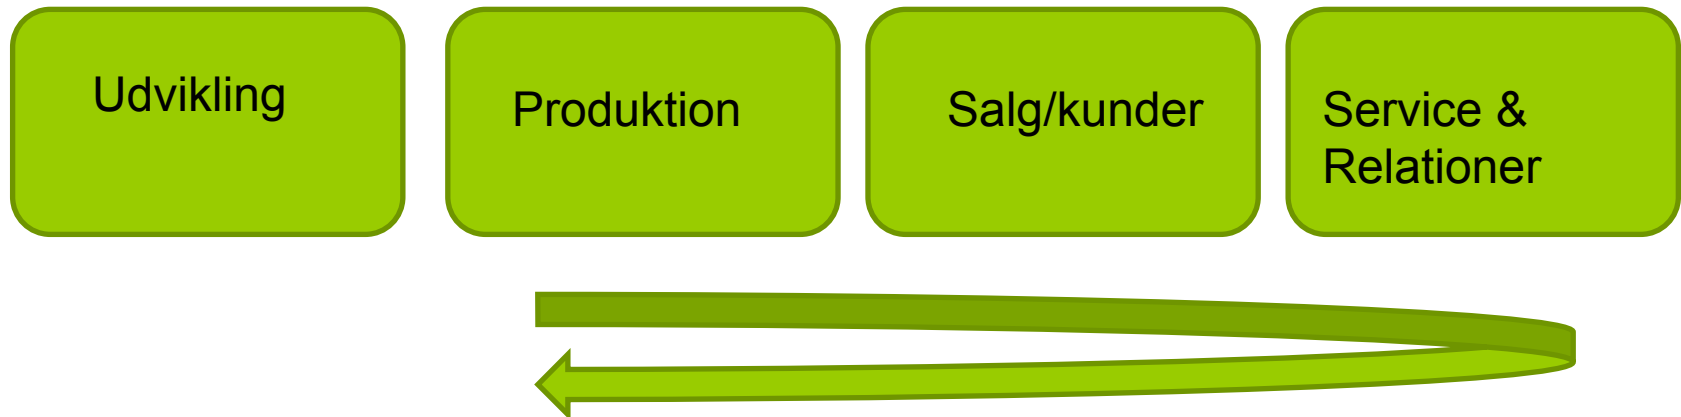 Udvikling
Produktion
Salg/kunder
Service &
Relationer